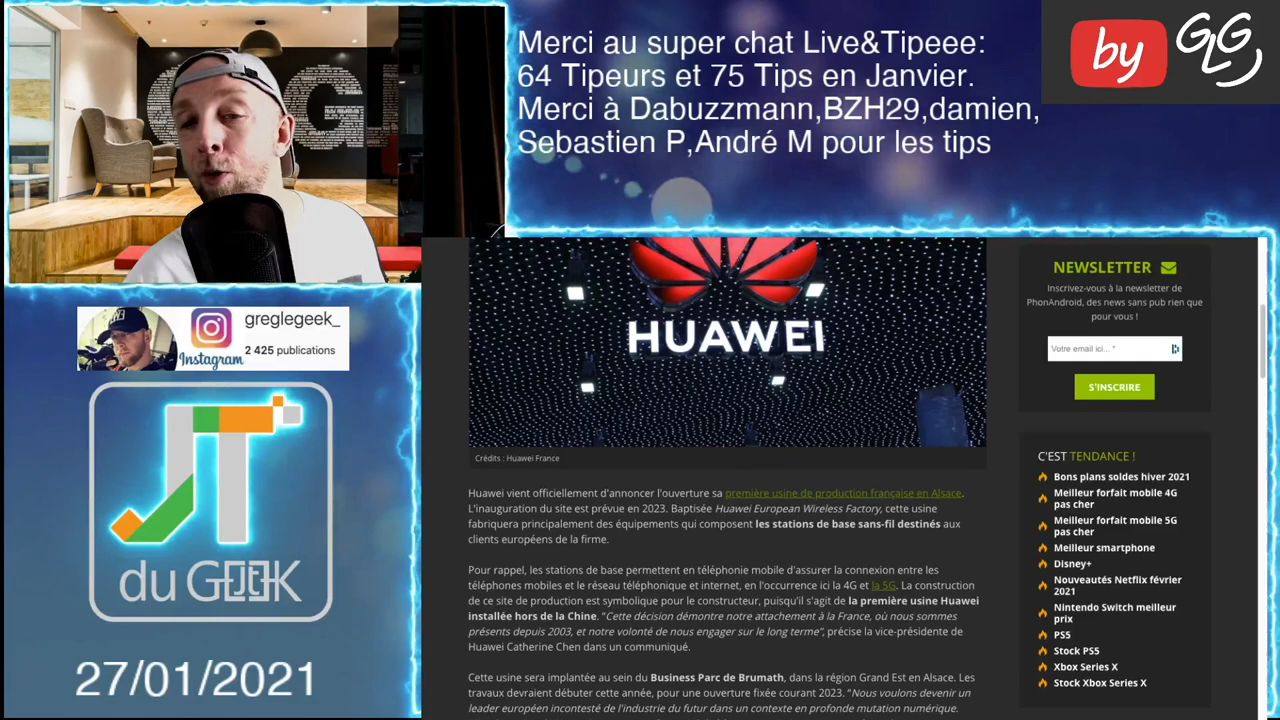 Merci au super chat Live&Tipeee:
64 Tipeurs et 75 Tips en Janvier.
Merci à Dabuzzmann,BZH29,damien,
Sebastien P,Andre M pour les tips
by GLG
greglegeek_
Instagram
2 425 publications
JT
du GEEK
27/01/2021
HUAWEI
Crédits : Huawei France
Huawei vient officiellement d'annoncer l'ouverture sa première usine de production française en Alsace.
L'inauguration du site est prévue en 2023. Baptisée Huawei European Wireless Factory, cette usine
fabriquera principalement des équipements qui composent les stations de base sans-fil destinés aux
clients européens de la firme.
Pour rappel, les stations de base permettent en téléphonie mobile d'assurer la connexion entre les
téléphones mobiles et le réseau téléphonique et internet, en l'occurrence ici la 4G et la 5G. La construction
de ce site de production est symbolique pour le constructeur, puisqu'il s'agit de la première usine Huawei
installée hors de la Chine. "Cette décision démontre notre attachement à la France, où nous sommes
présents depuis 2003, et notre volonté de nous engager sur le long terme", précise la vice-présidente de
Huawei Catherine Chen dans un communiqué.
Cette usine sera implantée au sein du Business Parc de Brumath, dans la région Grand Est en Alsace. Les
travaux devraient débuter cette année, pour une ouverture fixée courant 2023. "Nous voulons devenir un
leader européen incontesté de l'industrie du futur dans un contexte en profonde mutation numérique.
NEWSLETTER
Inscrivez-vous à la newsletter de
PhonAndroid, des news sans pub rien que
pour vous !
Votre email ici... *
S'INSCRIRE
C'EST TENDANCE !
Bons plans soldes hiver 2021
Meilleur forfait mobile 4G
pas cher
Meilleur forfait mobile 5G
pas cher
Meilleur smartphone
Disney+
Nouveautés Netflix février
2021
Nintendo Switch meilleur
prix
PS5
Stock PS5
Xbox Series X
Stock Xbox Series X